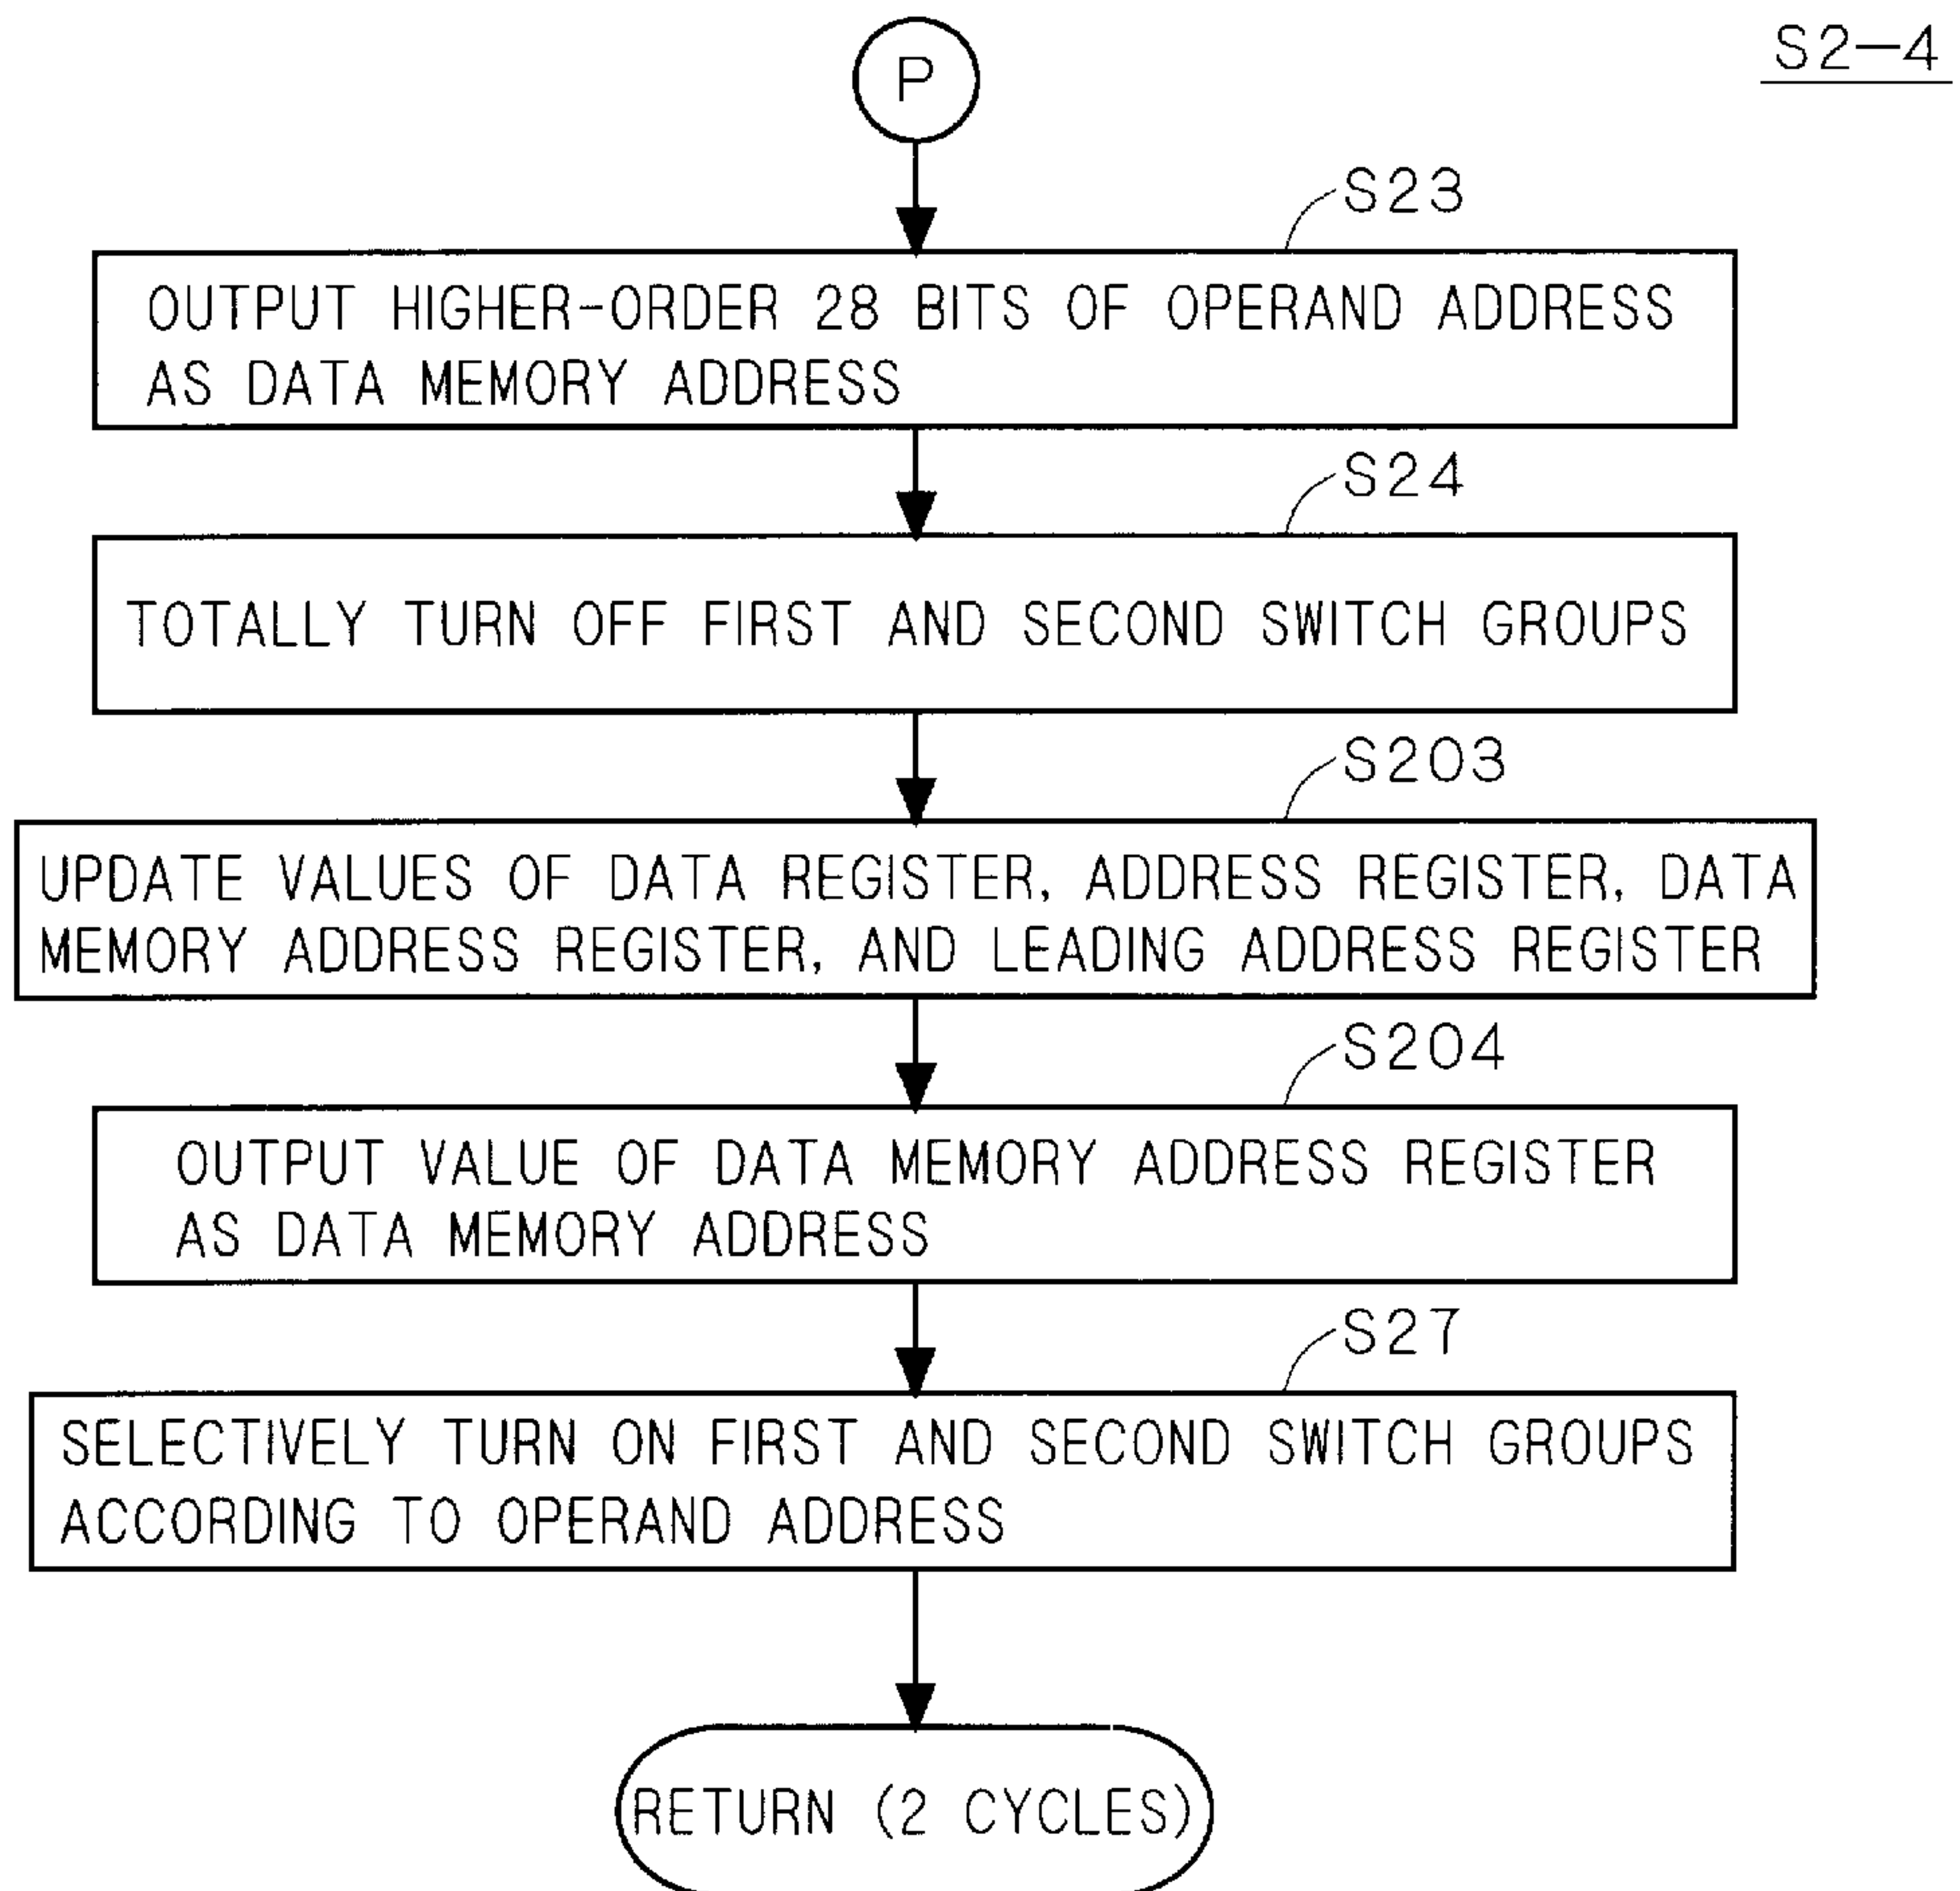 S2-4
P
S23
OUTPUT HIGHER-ORDER 28 BITS OF OPERAND ADDRESS
AS DATA MEMORY ADDRESS
S24
TOTALLY TURN OFF FIRST AND SECOND SWITCH GROUPS
S203
UPDATE VALUES OF DATA REGISTER, ADDRESS REGISTER, DATA
MEMORY ADDRESS REGISTER, AND LEADING ADDRESS REGISTER
S204
OUTPUT VALUE OF DATA MEMORY ADDRESS REGISTER
AS DATA MEMORY ADDRESS
S27
SELECTIVELY TURN ON FIRST AND SECOND SWITCH GROUPS
ACCORDING TO OPERAND ADDRESS
RETURN (2 CYCLES)